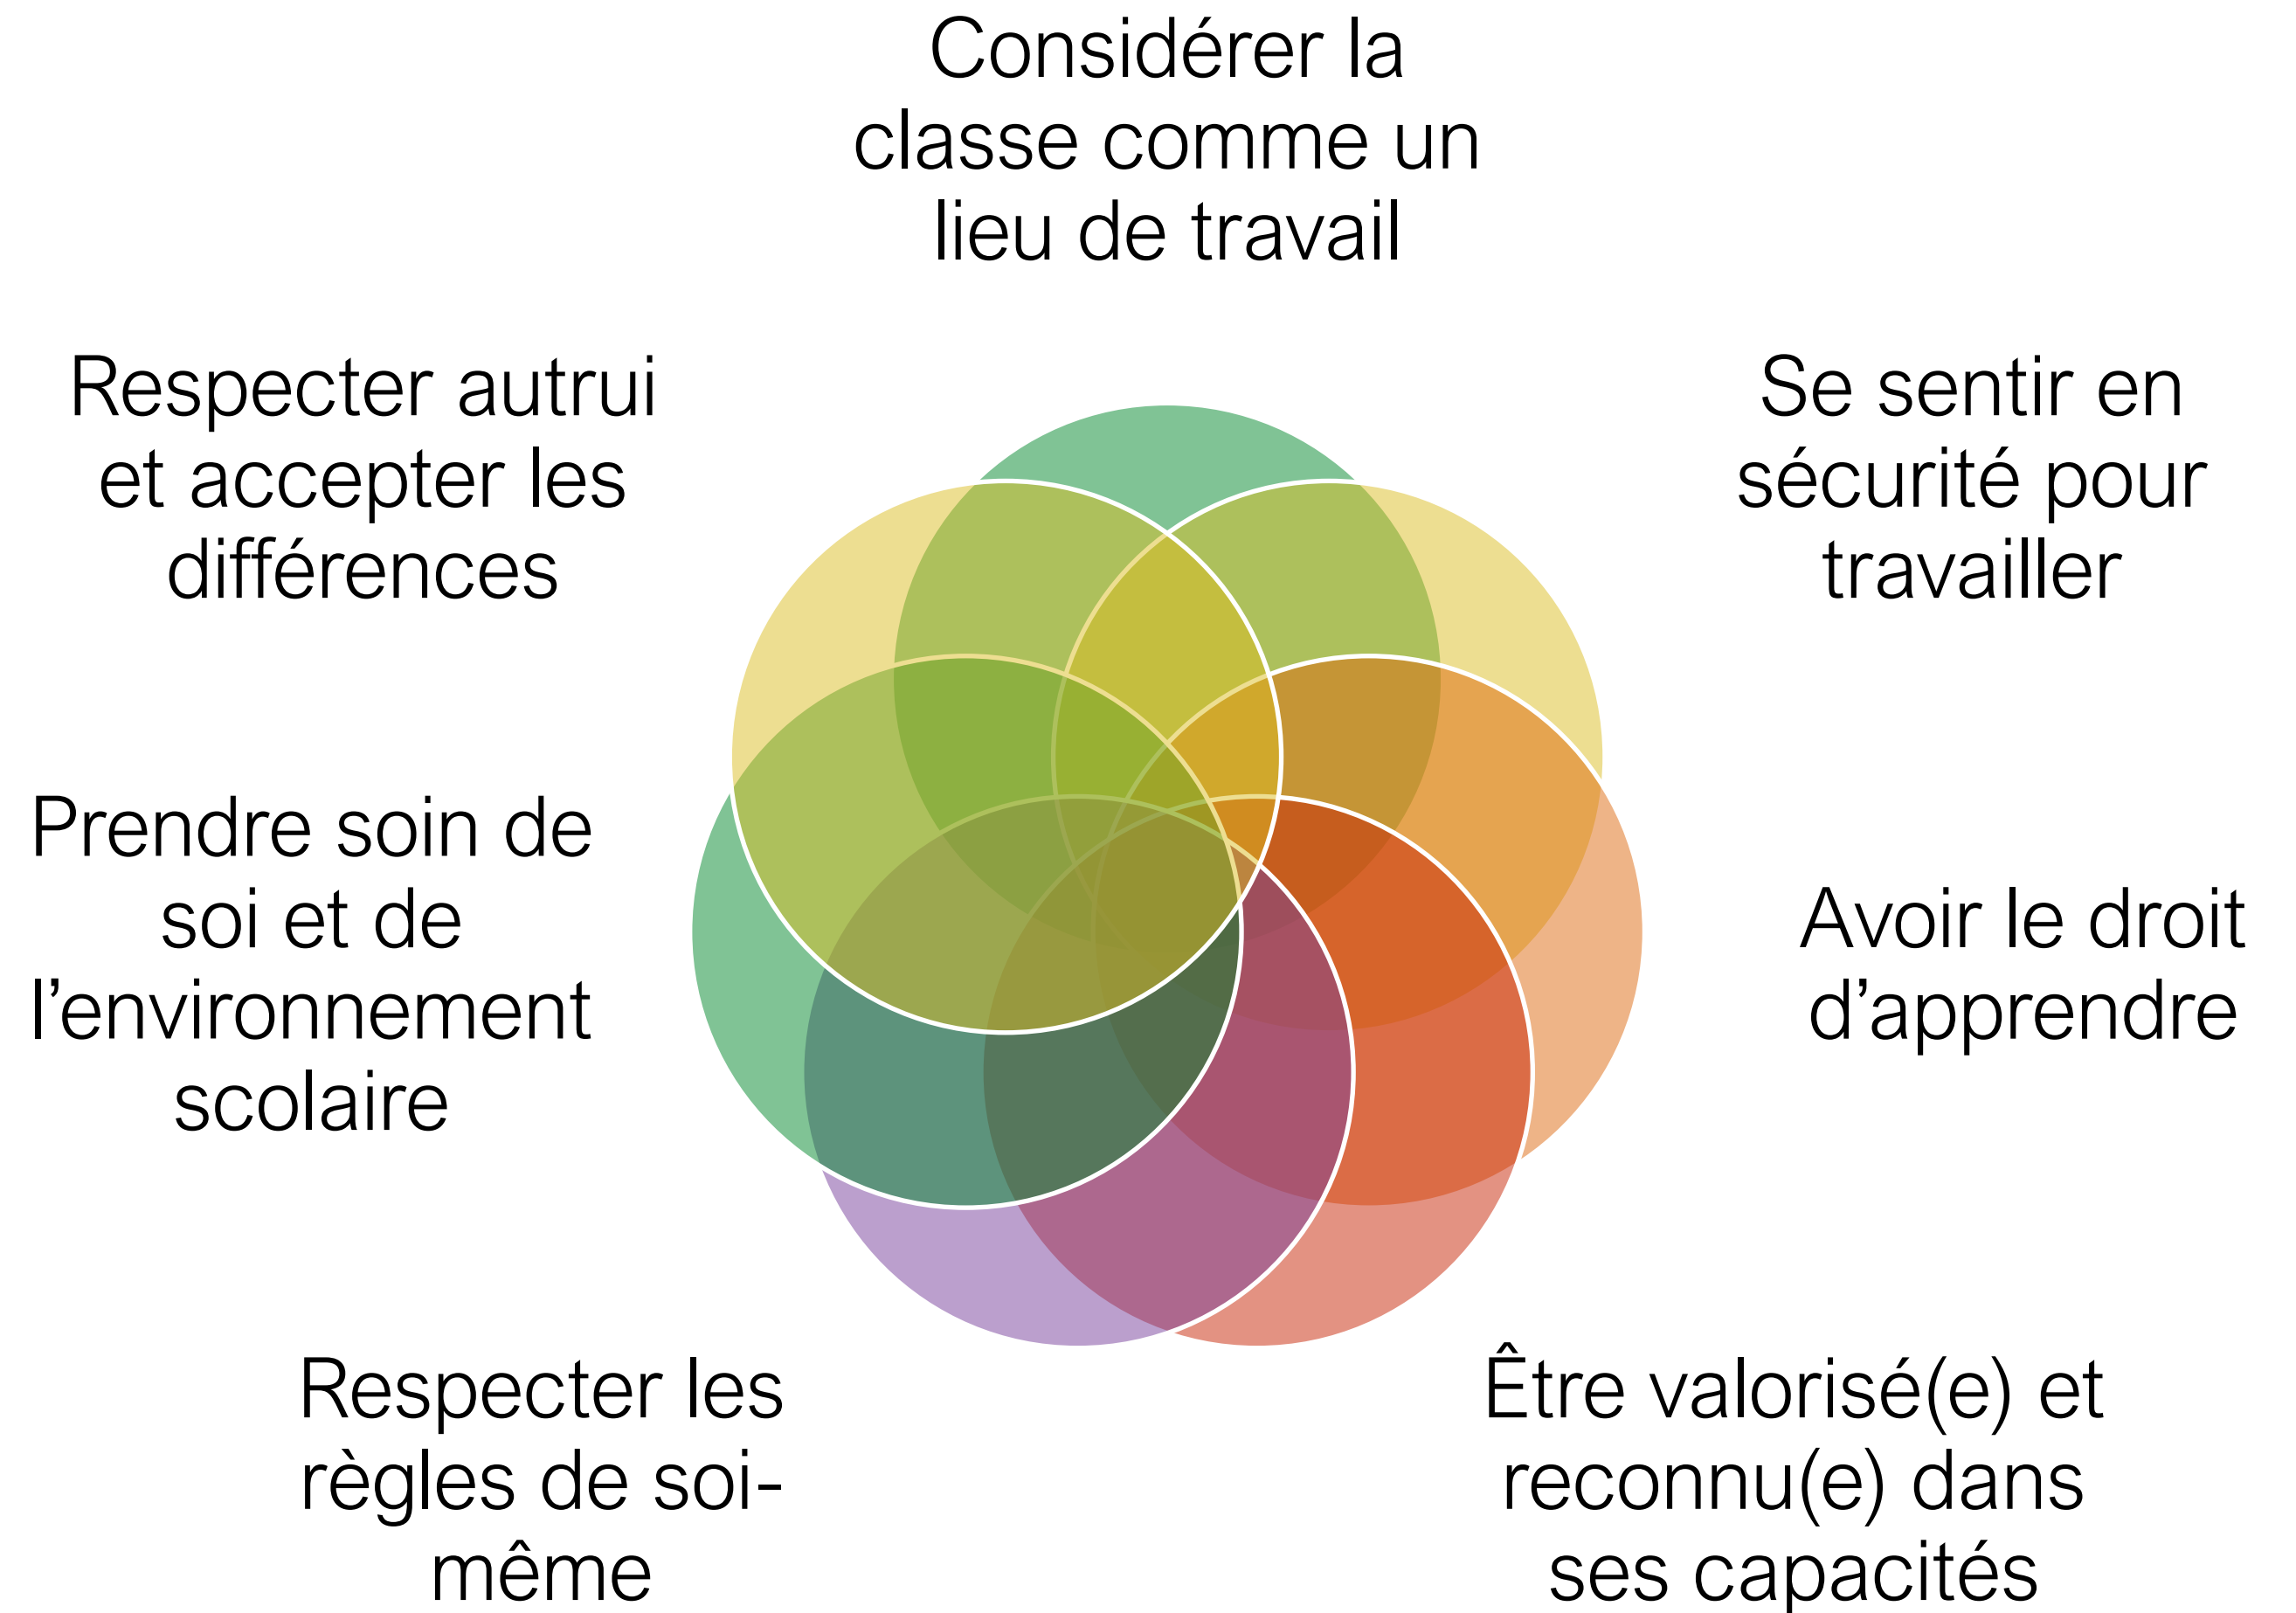 Considérer la
classe comme un
lieu de travail
Respecter autrui
et accepter les
différences
Se sentir en
sécurité pour
travailler
Prendre soin de
soi et de
l'environnement
scolaire
Avoir le droit
d'apprendre
Respecter les
règles de soi-
même
Être valorisé(e) et
reconnu(e) dans
ses capacités